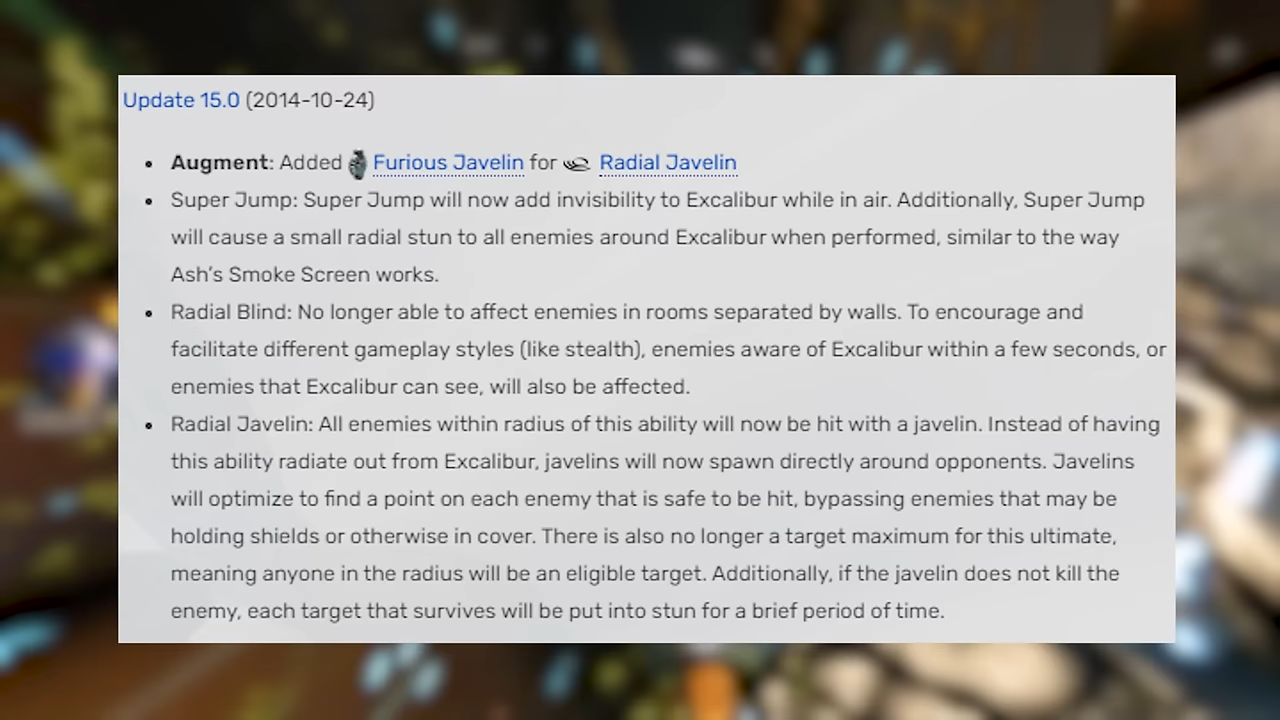 Update 15.0 (2014-10-24)
• Augment: Added Furious Javelin for Radial Javelin
• Super Jump: Super Jump will now add invisibility to Excalibur while in air. Additionally, Super Jump
will cause a small radial stun to all enemies around Excalibur when performed, similar to the way
Ash's Smoke Screen works.
• Radial Blind: No longer able to affect enemies in rooms separated by walls. To encourage and
facilitate different gameplay styles (like stealth), enemies aware of Excalibur within a few seconds, or
enemies that Excalibur can see, will also be affected.
• Radial Javelin: All enemies within radius of this ability will now be hit with a javelin. Instead of having
this ability radiate out from Excalibur, javelins will now spawn directly around opponents. Javelins
will optimize to find a point on each enemy that is safe to be hit, bypassing enemies that may be
holding shields or otherwise in cover. There is also no longer a target maximum for this ultimate,
meaning anyone in the radius will be an eligible target. Additionally, if the javelin does not kill the
enemy, each target that survives will be put into stun for a brief period of time.